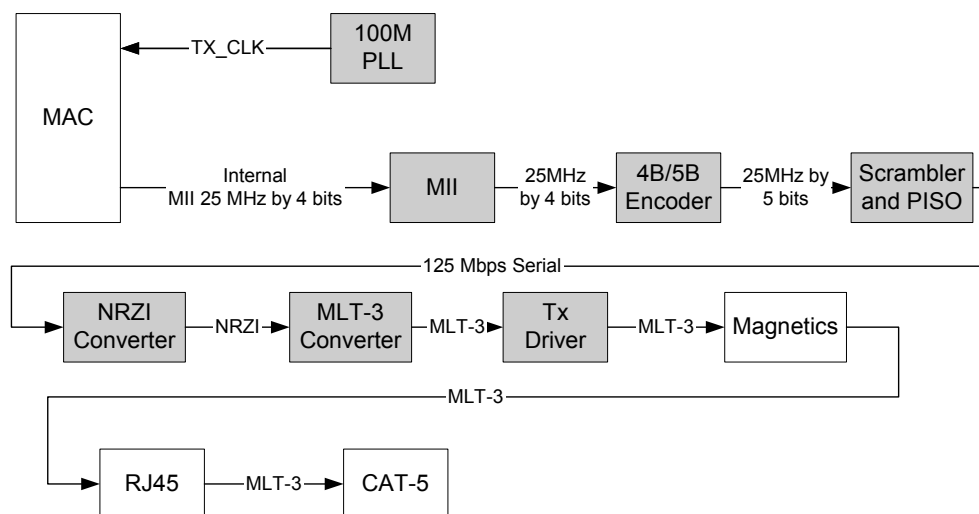 100M
PLL
TX_CLK
MAC
Internal
MII 25 MHz by 4 bits
MII
25MHz
by 4 bits
4B/5B
Encoder
25MHz by
5 bits
Scrambler
and PISO
125 Mbps Serial
NRZI
Converter
NRZI
MLT-3
Converter
MLT-3
Tx
Driver
MLT-3
Magnetics
MLT-3
RJ45
MLT-3
CAT-5